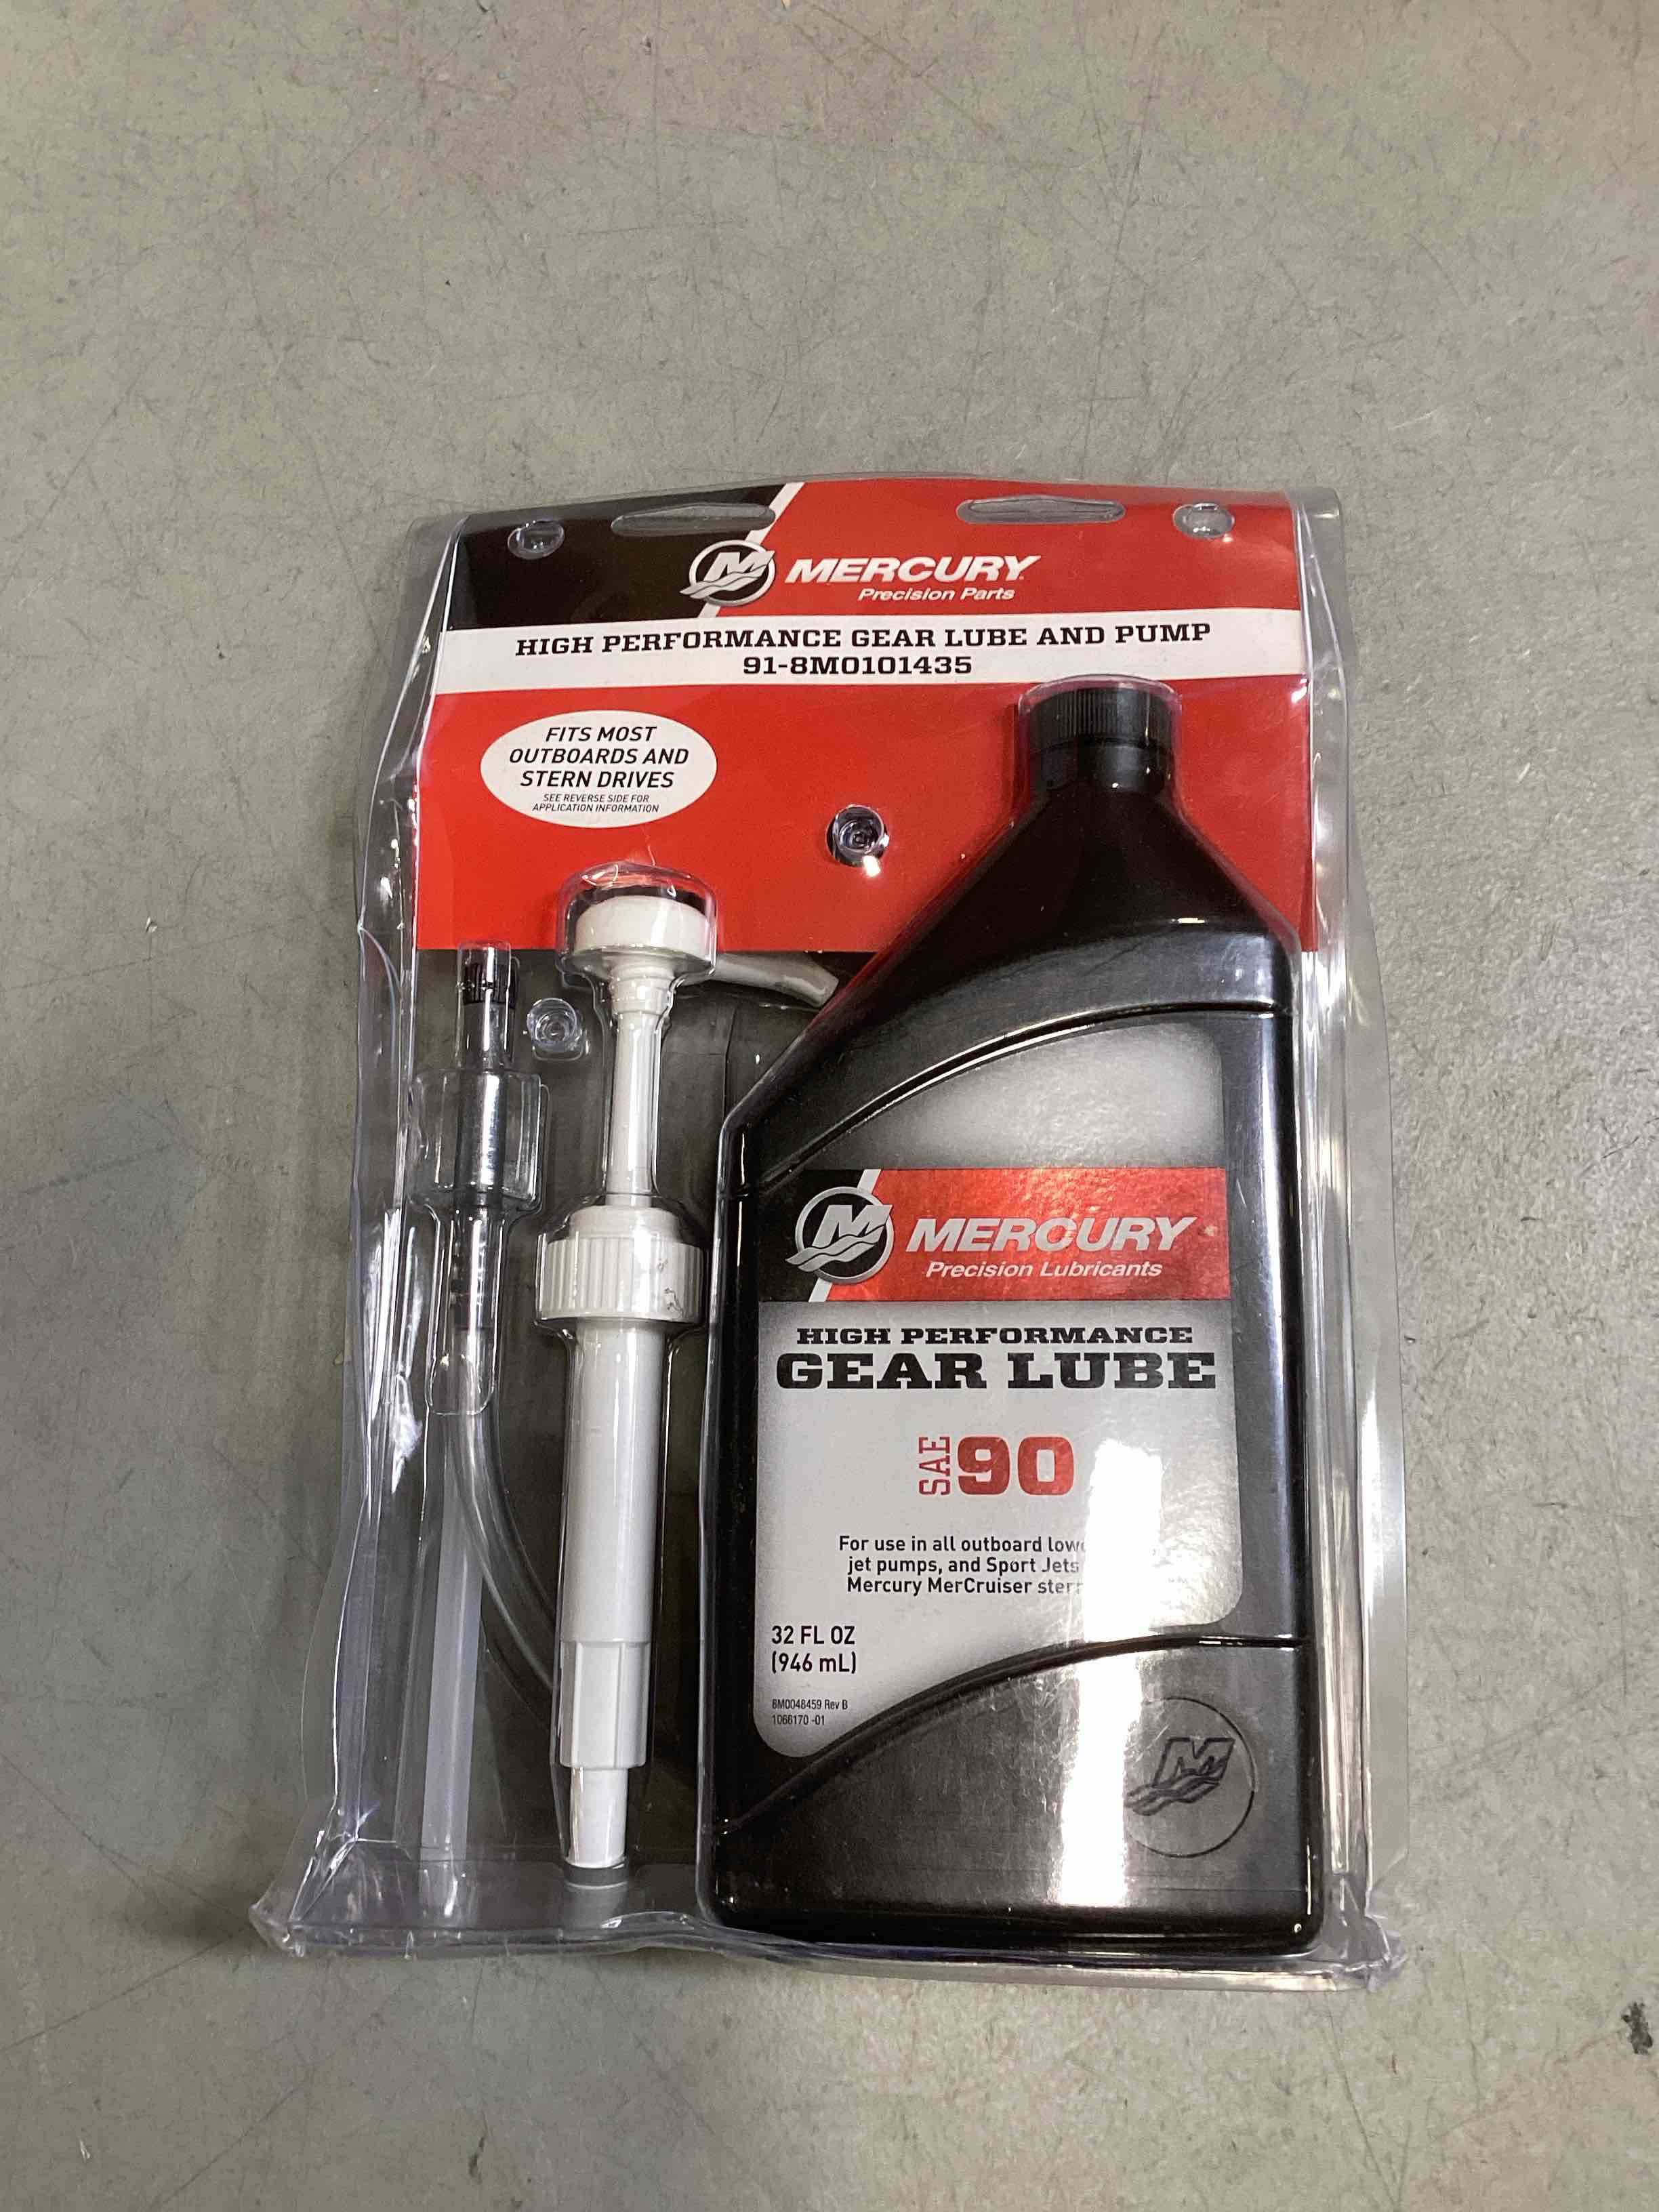 MERCURY
Precision Parts
HIGH PERFORMANCE GEAR LUBE AND PUMP
91-8M0101435
FITS MOST
OUTBOARDS AND
STERN DRIVES
SEE REVERSE SIDE FOR
APPLICATION INFORMATION
MERCURY
Precision Lubricants
HIGH PERFORMANCE
GEAR LUBE
SAE 90
For use in all outboard
jet pumps, and Sport Jets
Mercury MerCruiser
32 FL OZ
(946 mL)
8M0048459 Rev B
1066170 -01